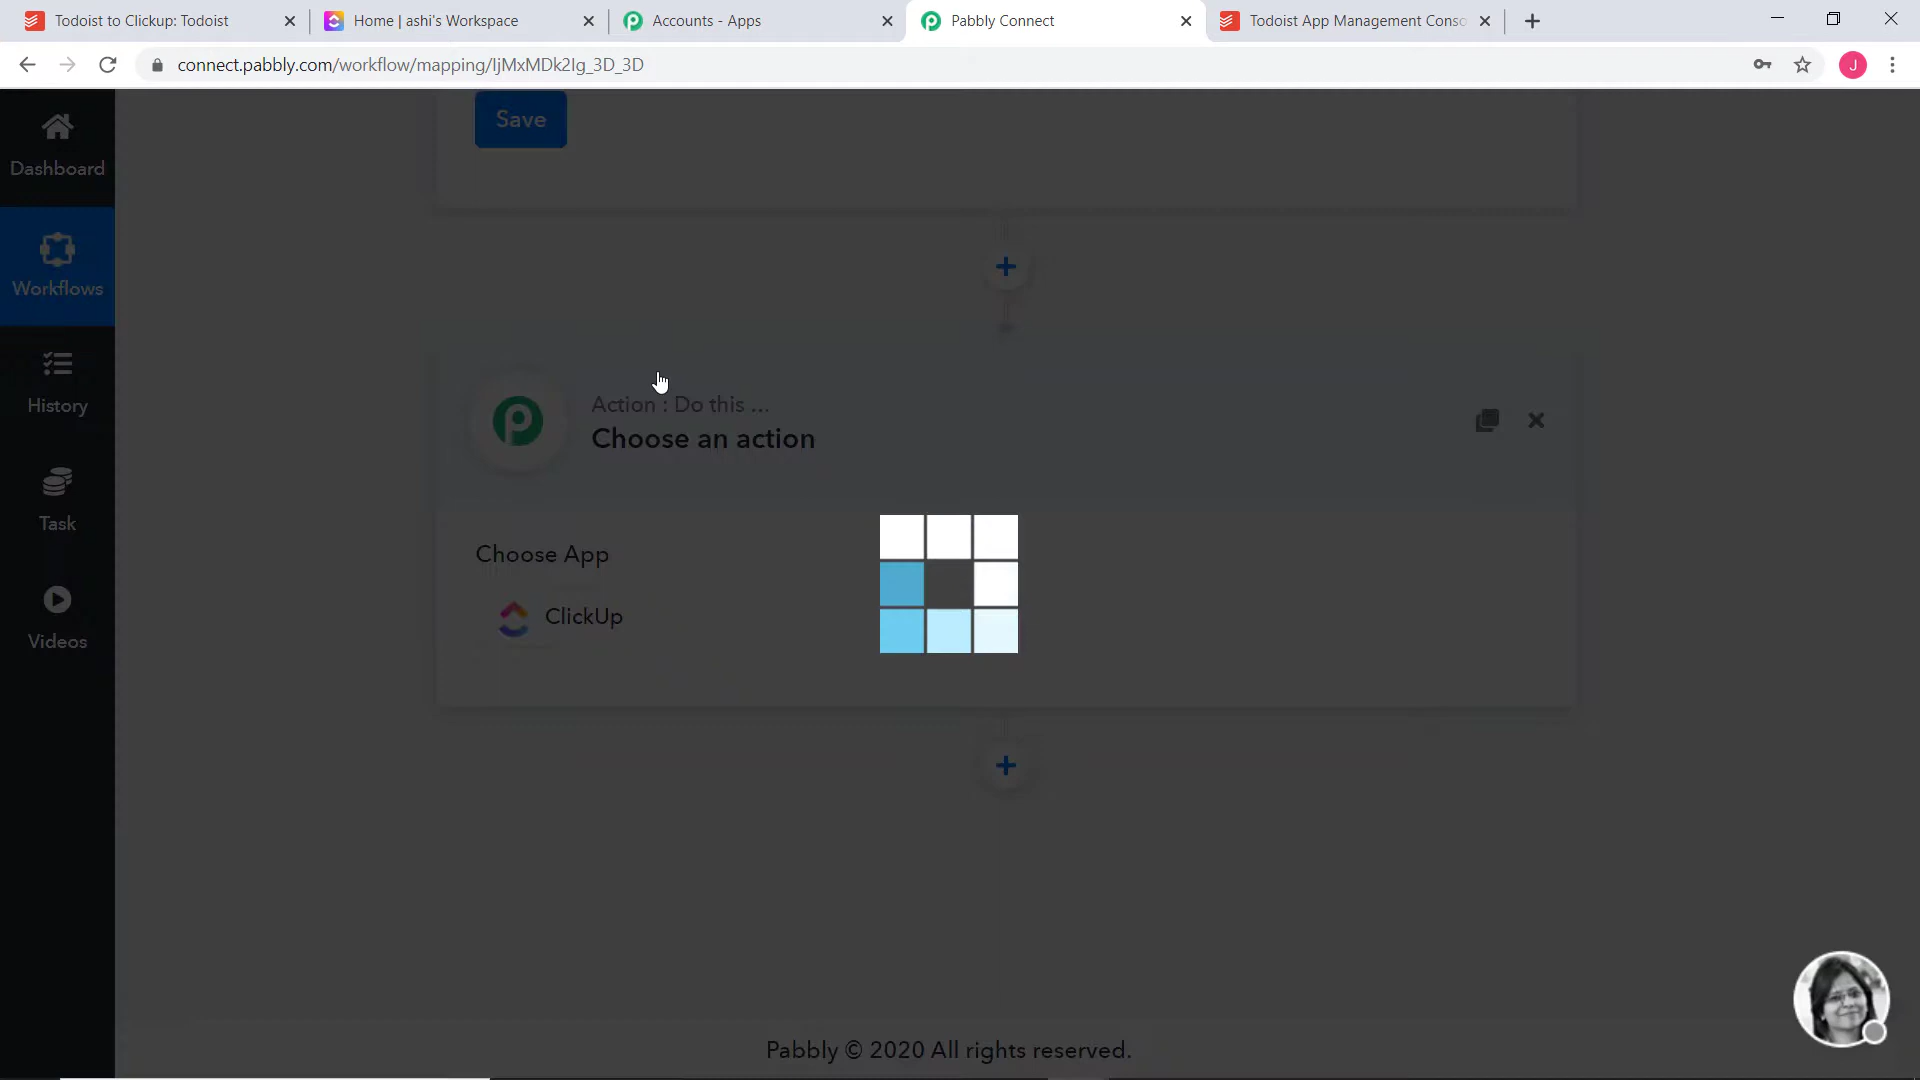 Todoist to Clickup: Todoist
Home | ashi's Workspace
Accounts - Apps
Pabbly Connect
Todoist App Management Conso
connect.pabbly.com/workflow/mapping/IjMxMDk2Ig_3D_3D
J
Dashboard
Workflows
History
Task
Videos
Save
Action : Do this ...
Choose an action
Choose App
ClickUp
Pabbly © 2020 All rights reserved.